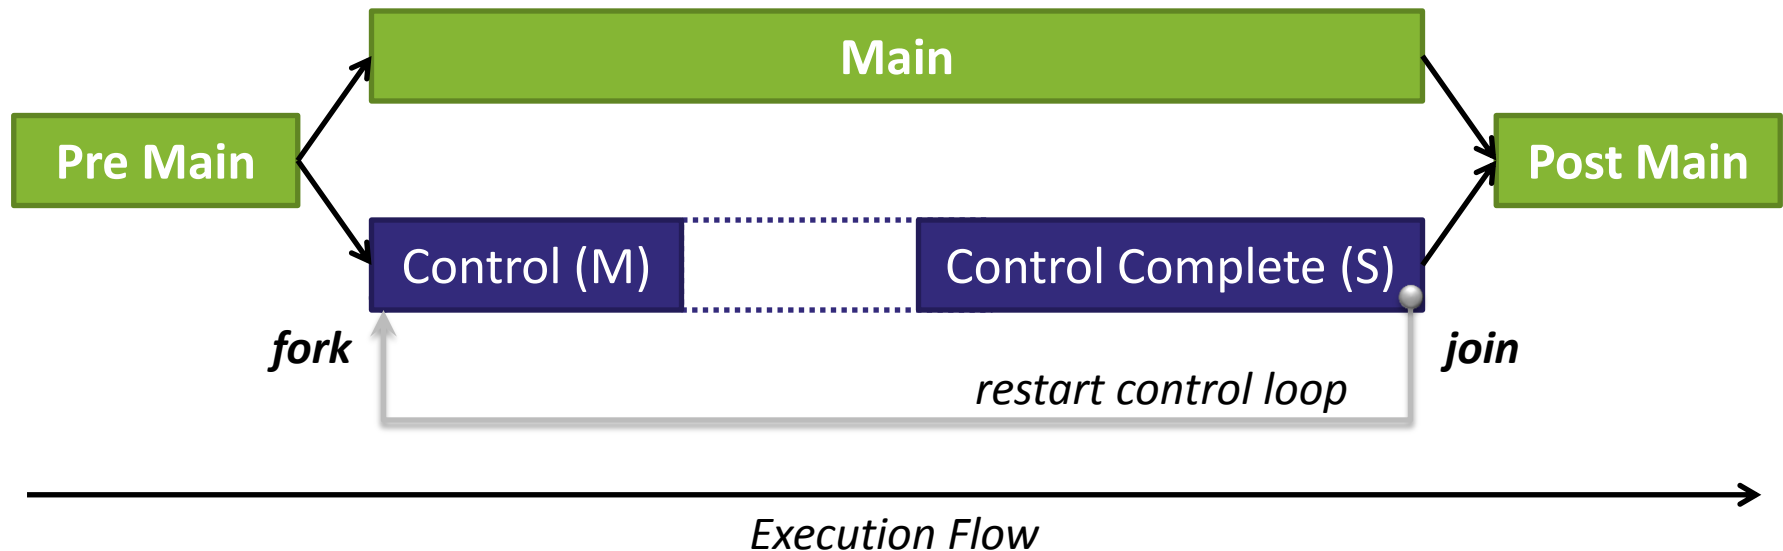 Main
Pre Main
Post Main
Control (M)
Control Complete (S)
fork
join
restart control loop
Execution Flow